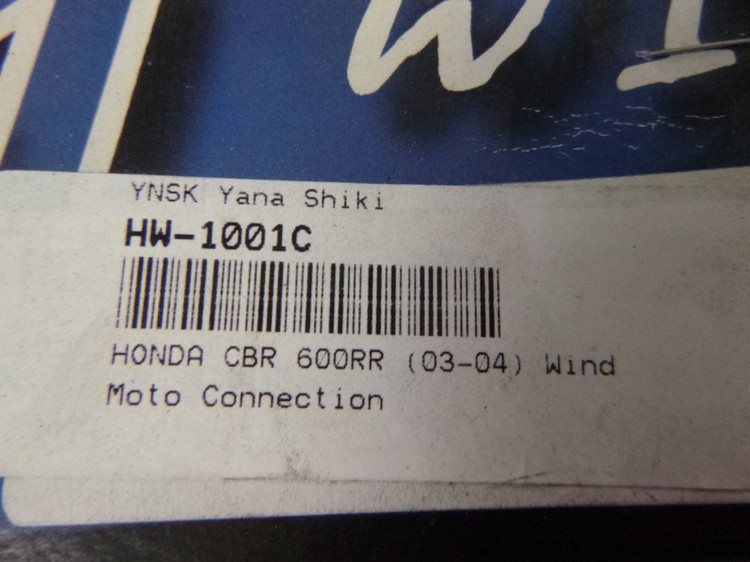 YNSK Yana Shiki
HW-1001C
HONDA CBR 600RR (03-04) Wind
Moto Connection